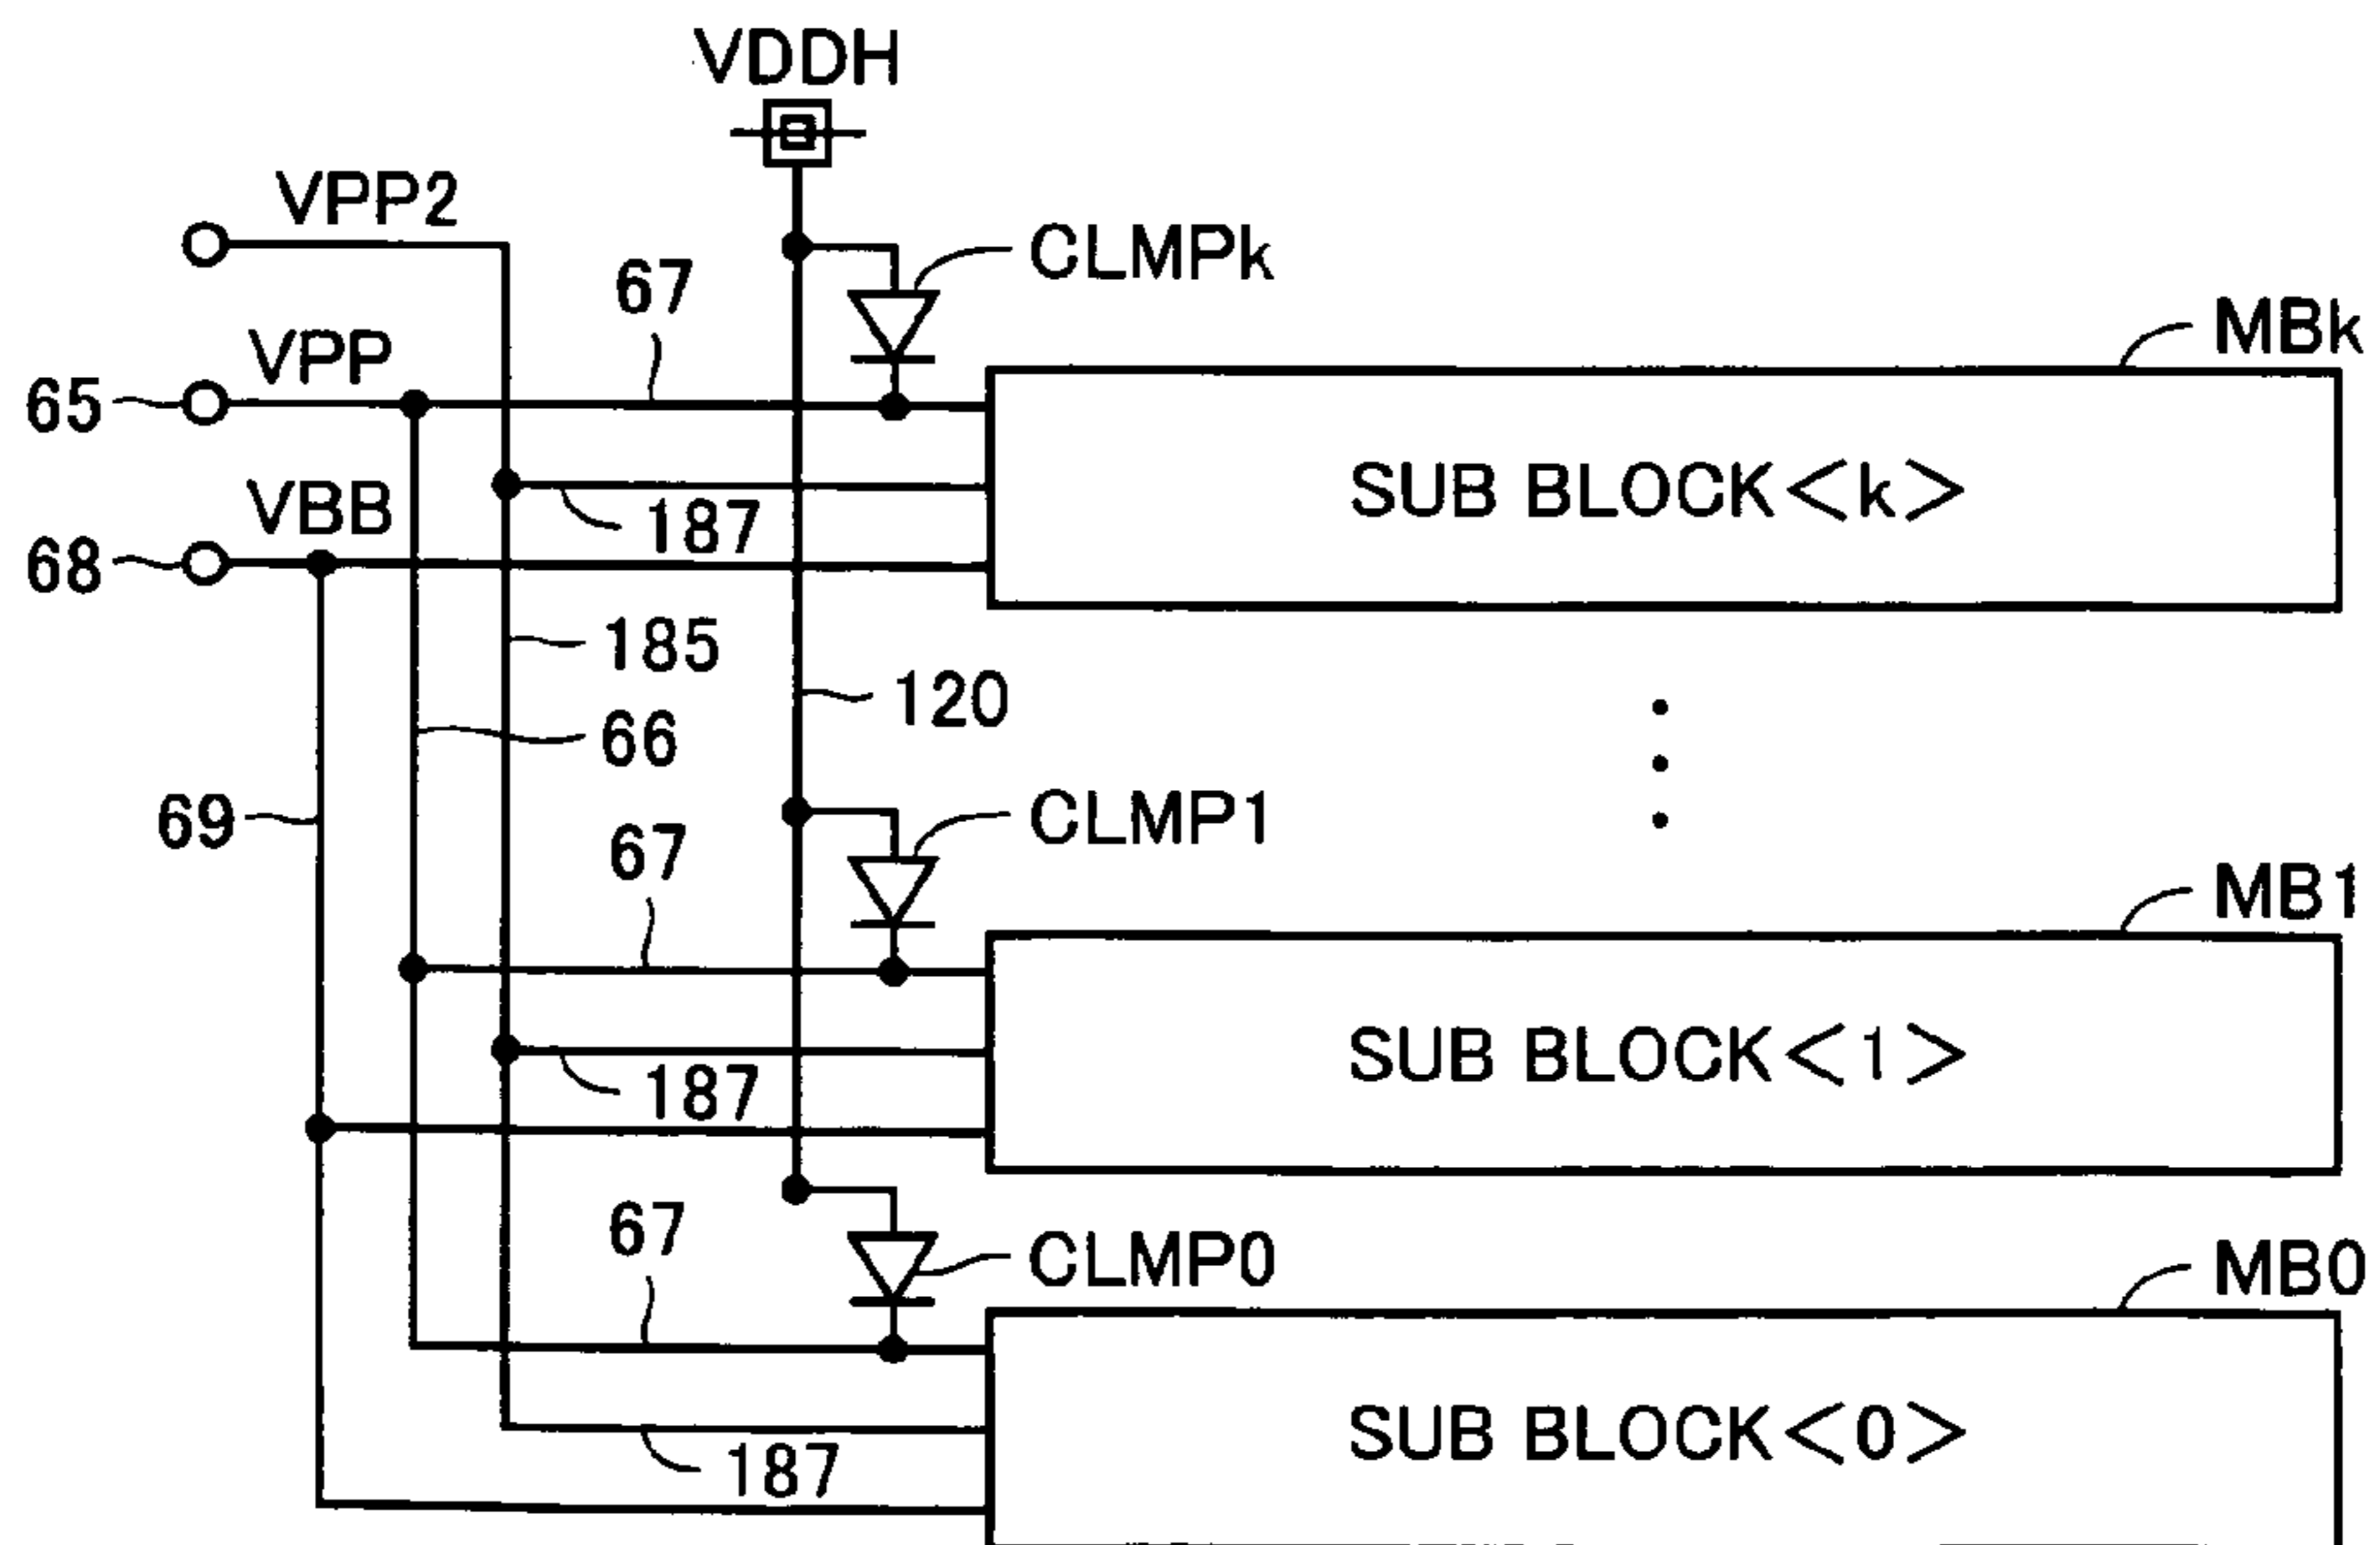 VDDH
VPP2
CLMPk
67
MBk
VPP
65
SUB BLOCK<k>
VBB
187
68
185
120
66
69
CLMP1
67
MB1
SUB BLOCK<1>
187
67
CLMP0
MB0
SUB BLOCK<0>
187